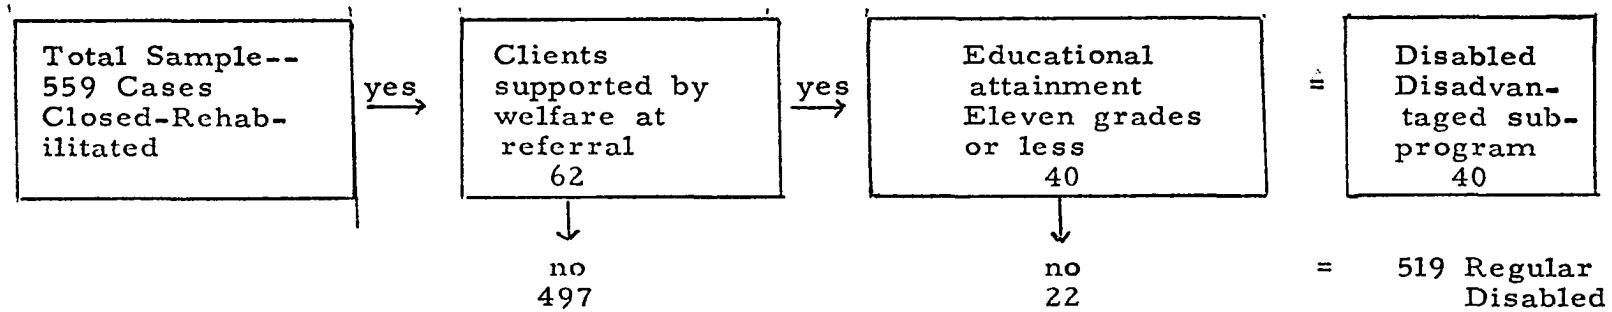 Total Sample--
559 Cases
Closed-Rehab-
ilitated
yes
Clients
supported by
welfare at
referral
62
yes
Educational
attainment
Eleven grades
or less
40
=
Disabled
Disadvan-
taged sub-
program
40
no
497
no
22
=
519 Regular
Disabled